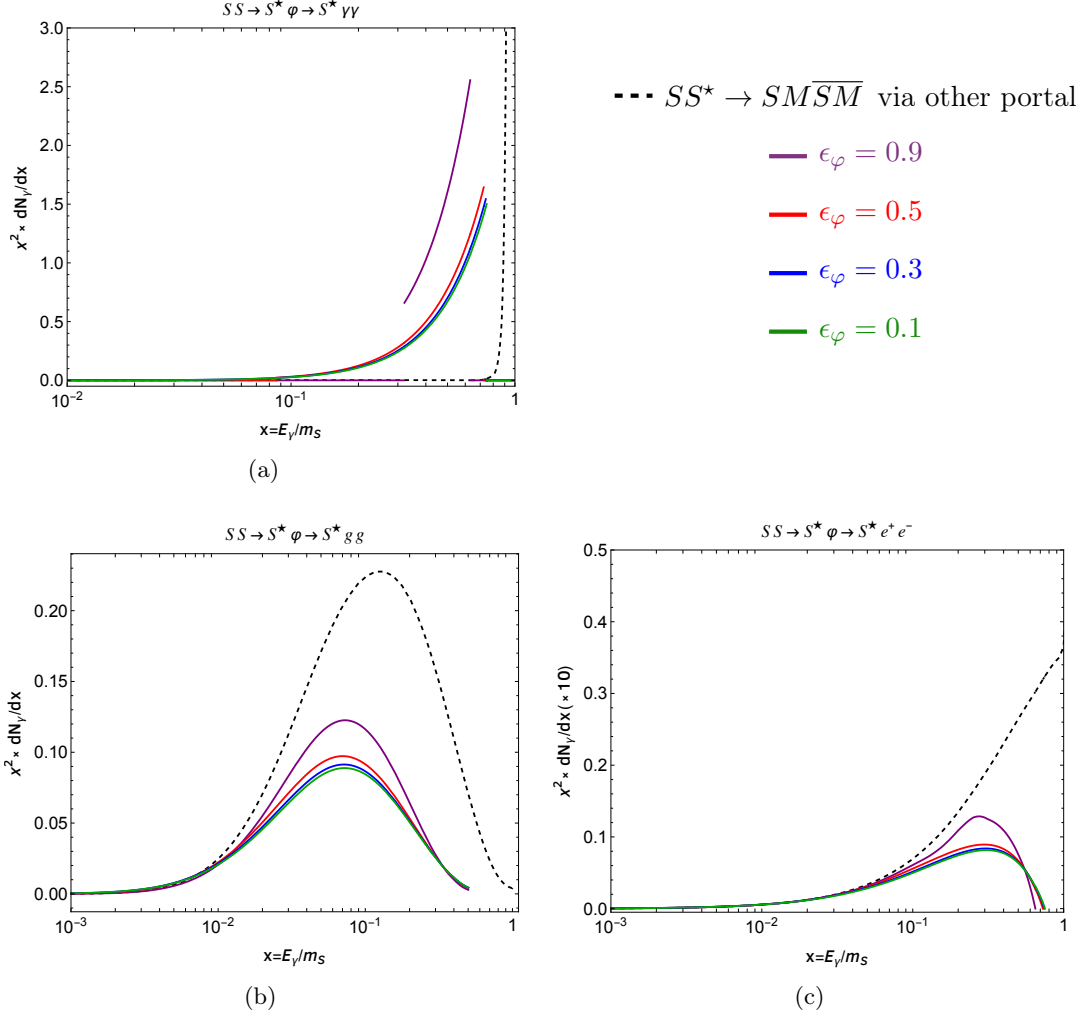 SS → S★ φ → S★ γγ
3.0
2.5
2.0
1.5
1.0
0.5
0.0
x² × dNγ/dx
10⁻² 10⁻¹ 1
x=Eγ/mS
(a)
SS⋆ → SM\overline{SM} via other portal
ϵφ = 0.9
ϵφ = 0.5
ϵφ = 0.3
ϵφ = 0.1
SS → S★ φ → S★ gg
0.20
0.15
0.10
0.05
0.00
x² × dNγ/dx
10⁻³ 10⁻² 10⁻¹ 1
x=Eγ/mS
(b)
SS → S★ φ → S★ e⁺ e⁻
0.5
0.4
0.3
0.2
0.1
0.0
x² × dNγ/dx (× 10)
10⁻³ 10⁻² 10⁻¹ 1
x=Eγ/mS
(c)